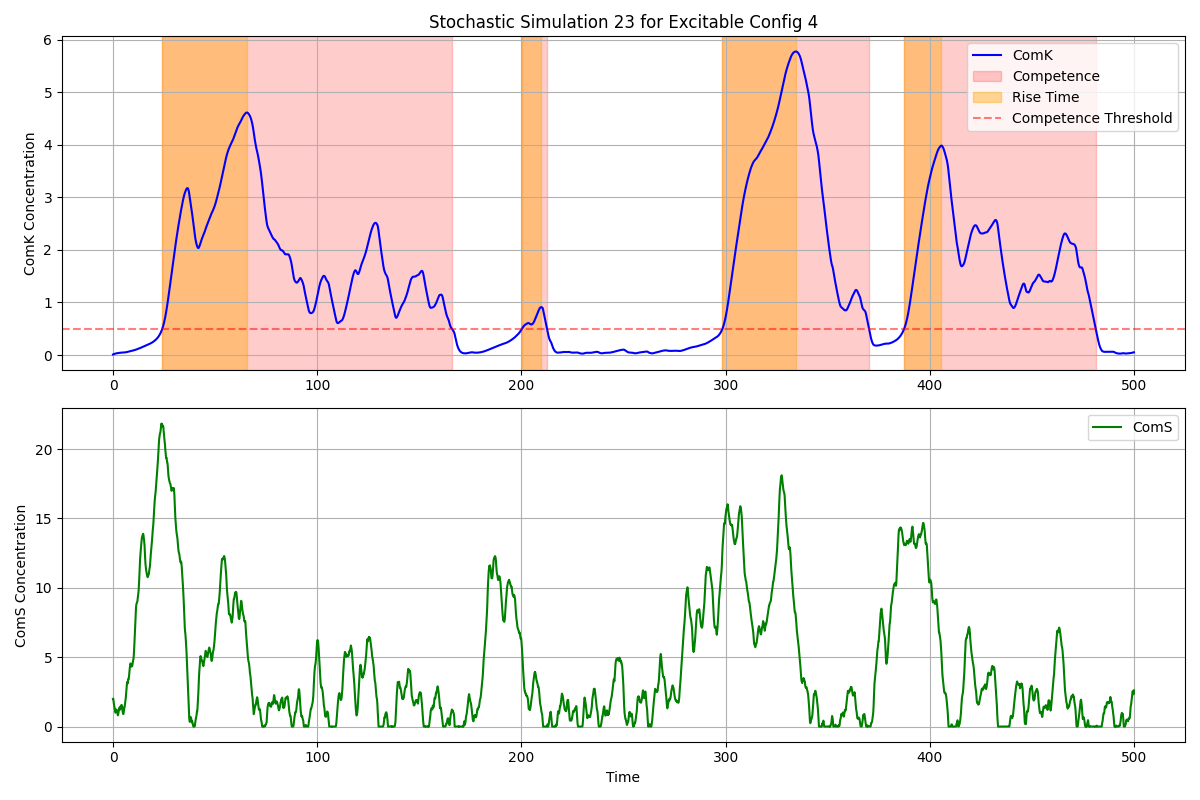 Stochastic Simulation 23 for Excitable Config 4
ComK Concentration
6
5
4
3
2
1
0
ComK
Competence
Rise Time
Competence Threshold
0 100 200 300 400 500
ComS Concentration
20
15
10
5
0
ComS
0 100 200 300 400 500
Time